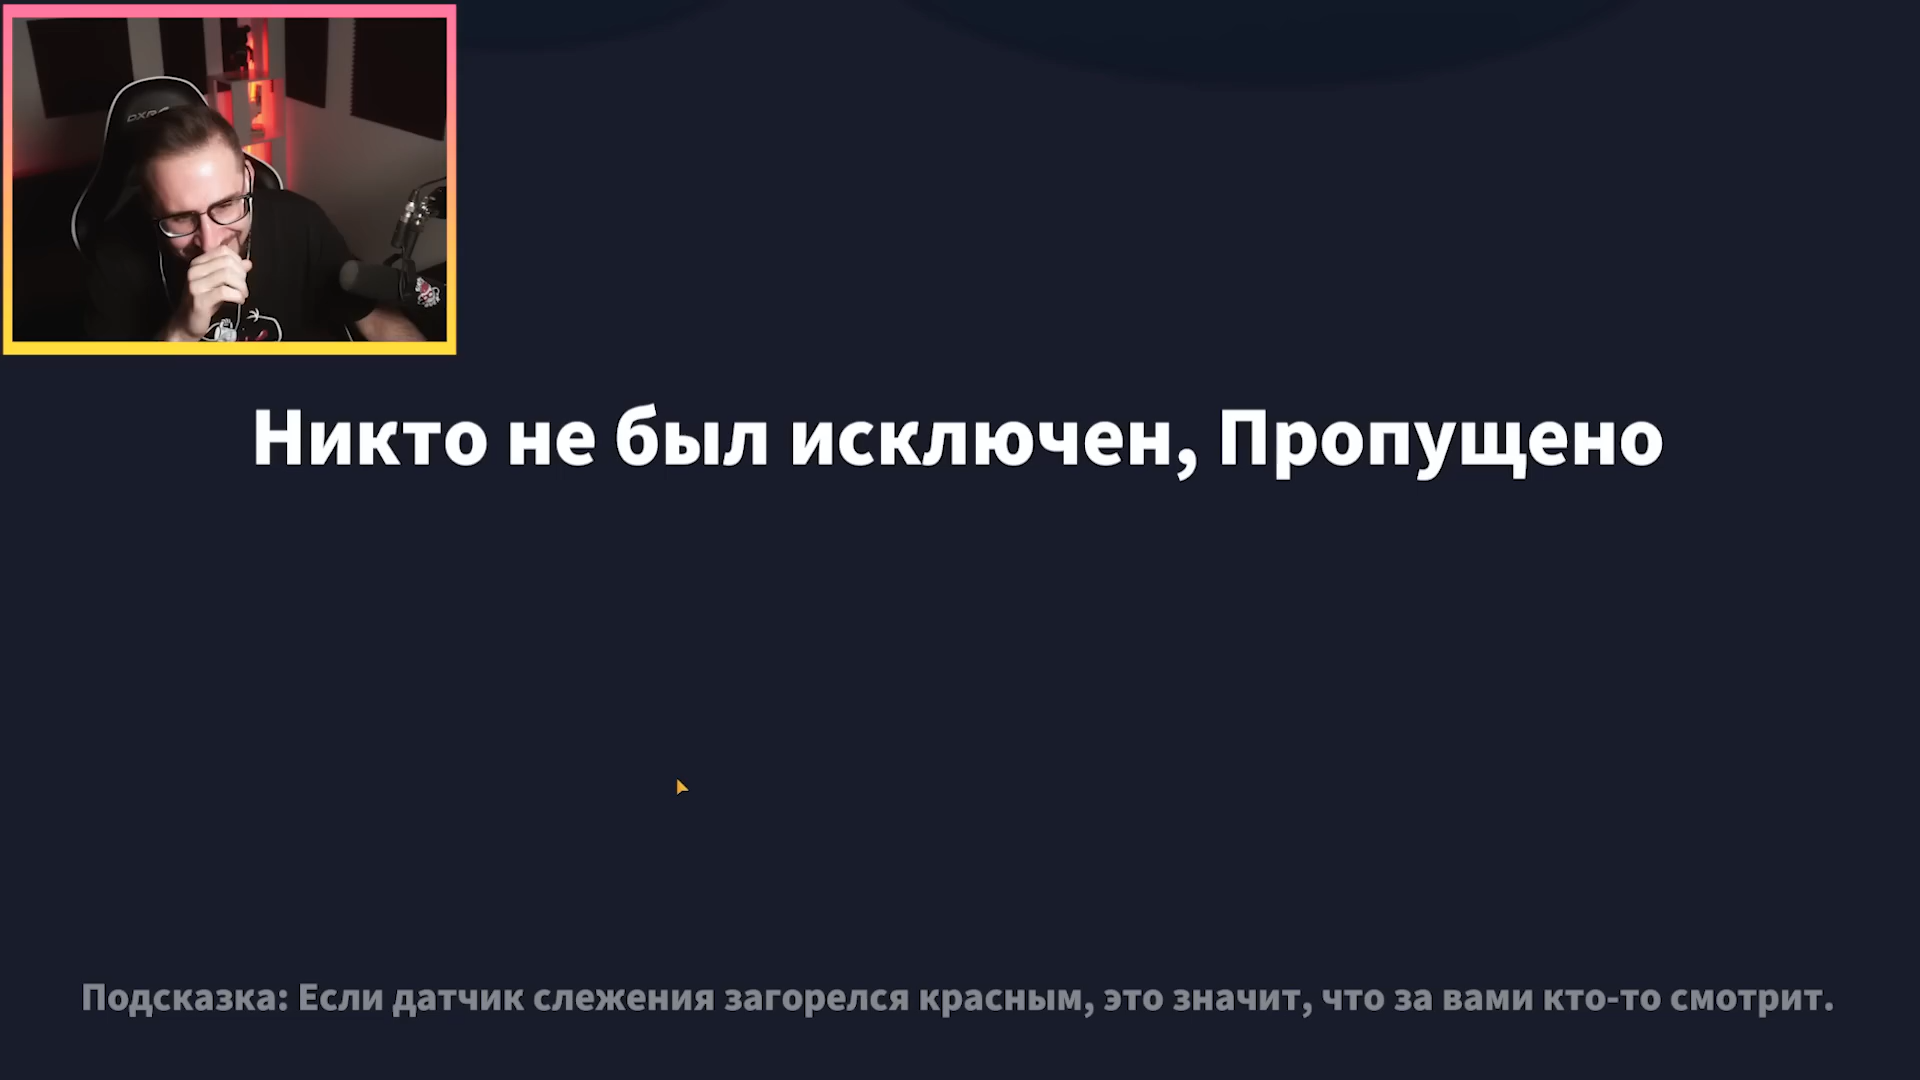 Никто не был исключен, Пропущено
Подсказка: Если датчик слежения загорелся красным, это значит, что за вами кто-то смотрит.